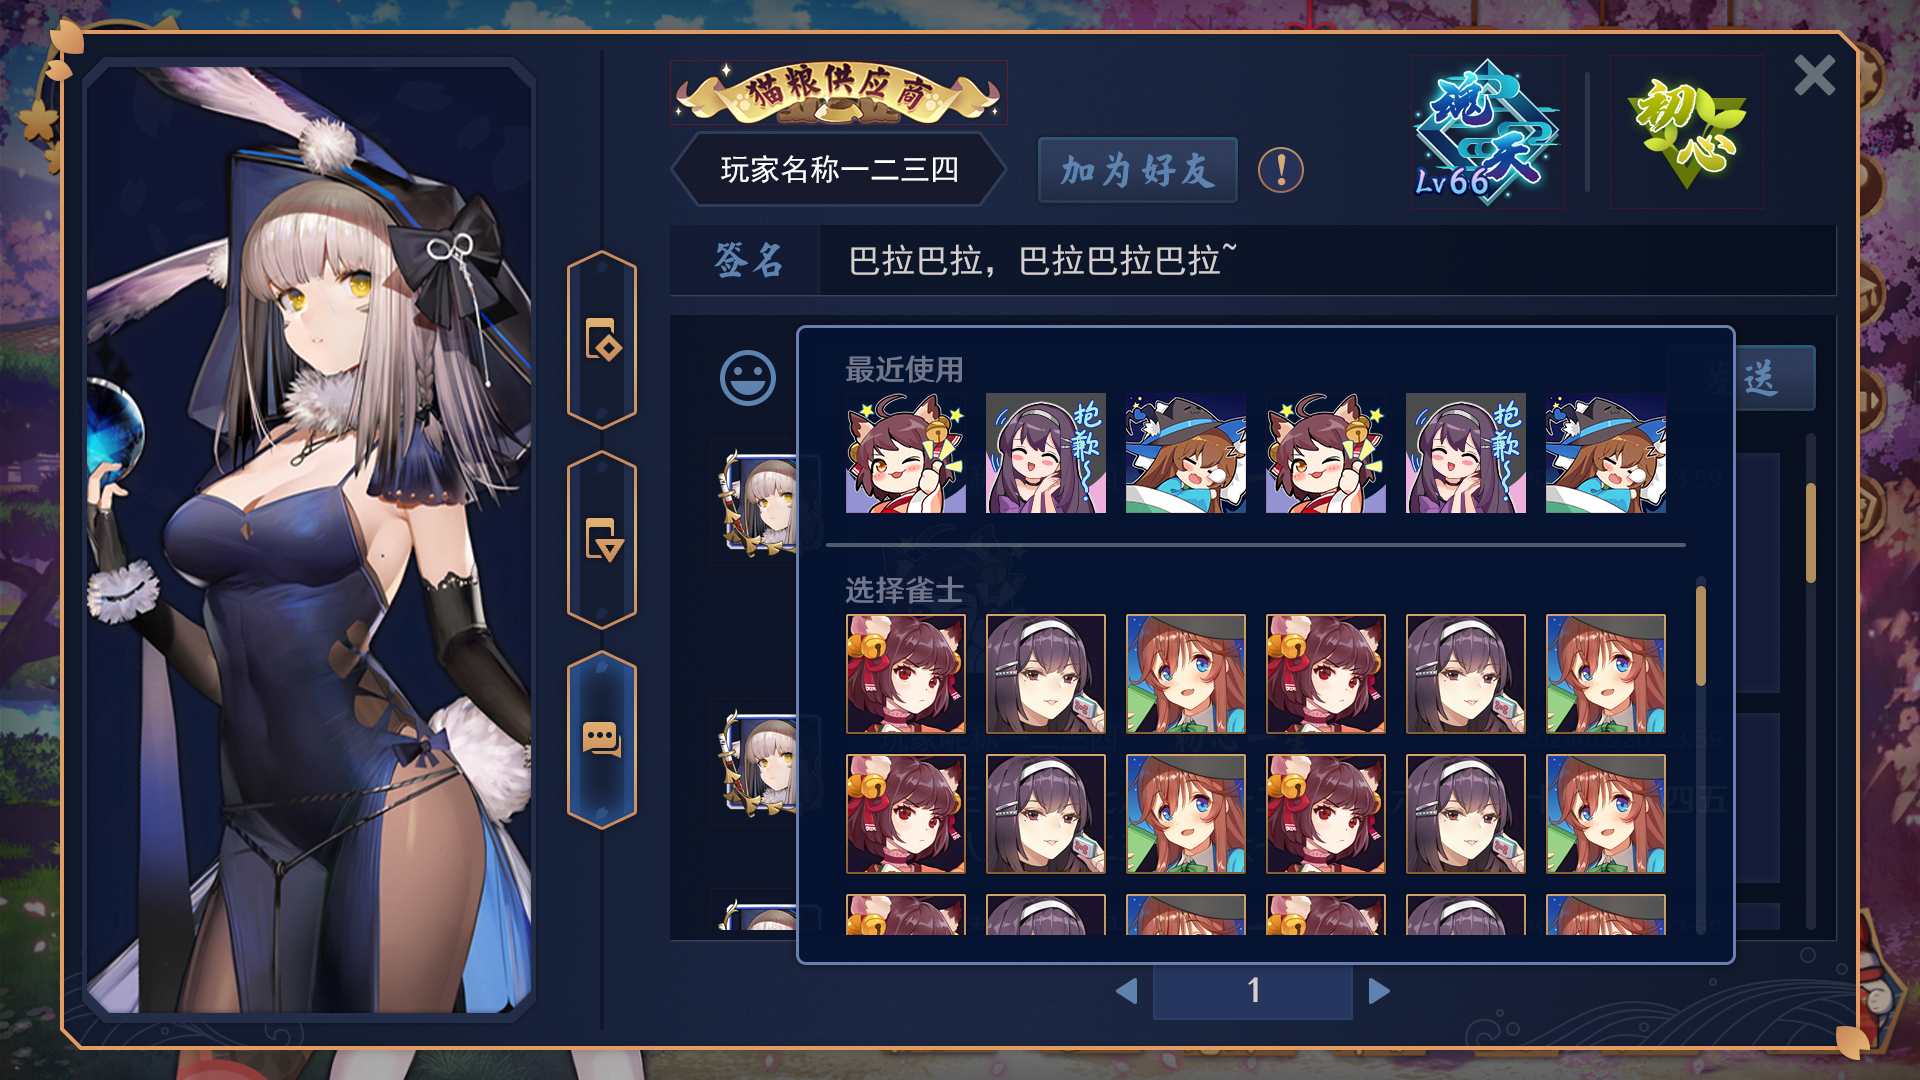 猫粮供应商
玩家名称一二三四
加为好友
!
魂天
Lv66
初心
签名
巴拉巴拉，巴拉巴拉巴拉~
最近使用
送
抱歉~
抱歉~
选择雀士
1